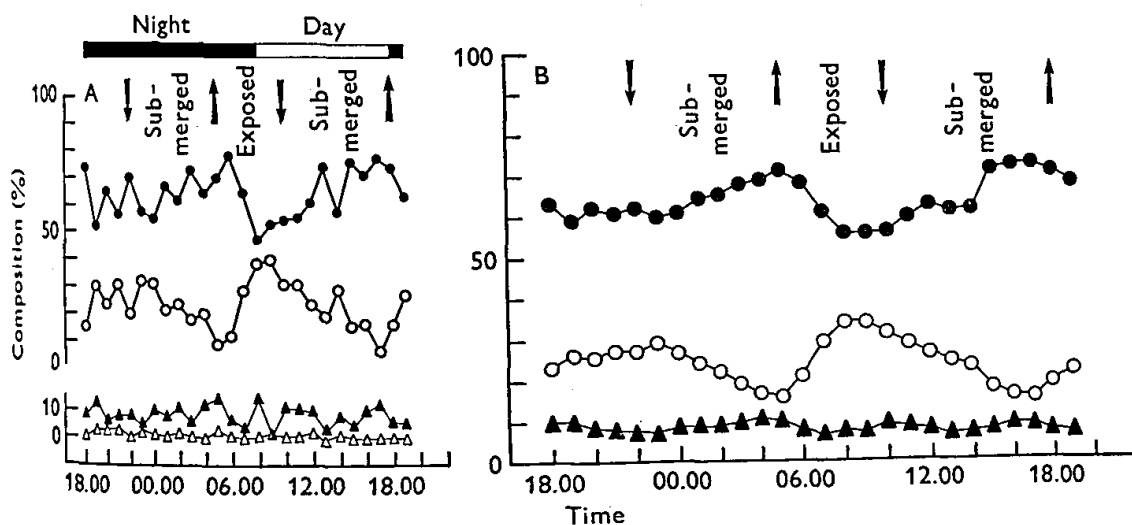 Night Day
A
Sub-
merged
Exposed
Sub-
merged
B
Sub-
merged
Exposed
Sub-
merged
Composition (%)
100
50
0
10
0
100
50
0
18.00 00.00 06.00 12.00 18.00
18.00 00.00 06.00 12.00 18.00
Time